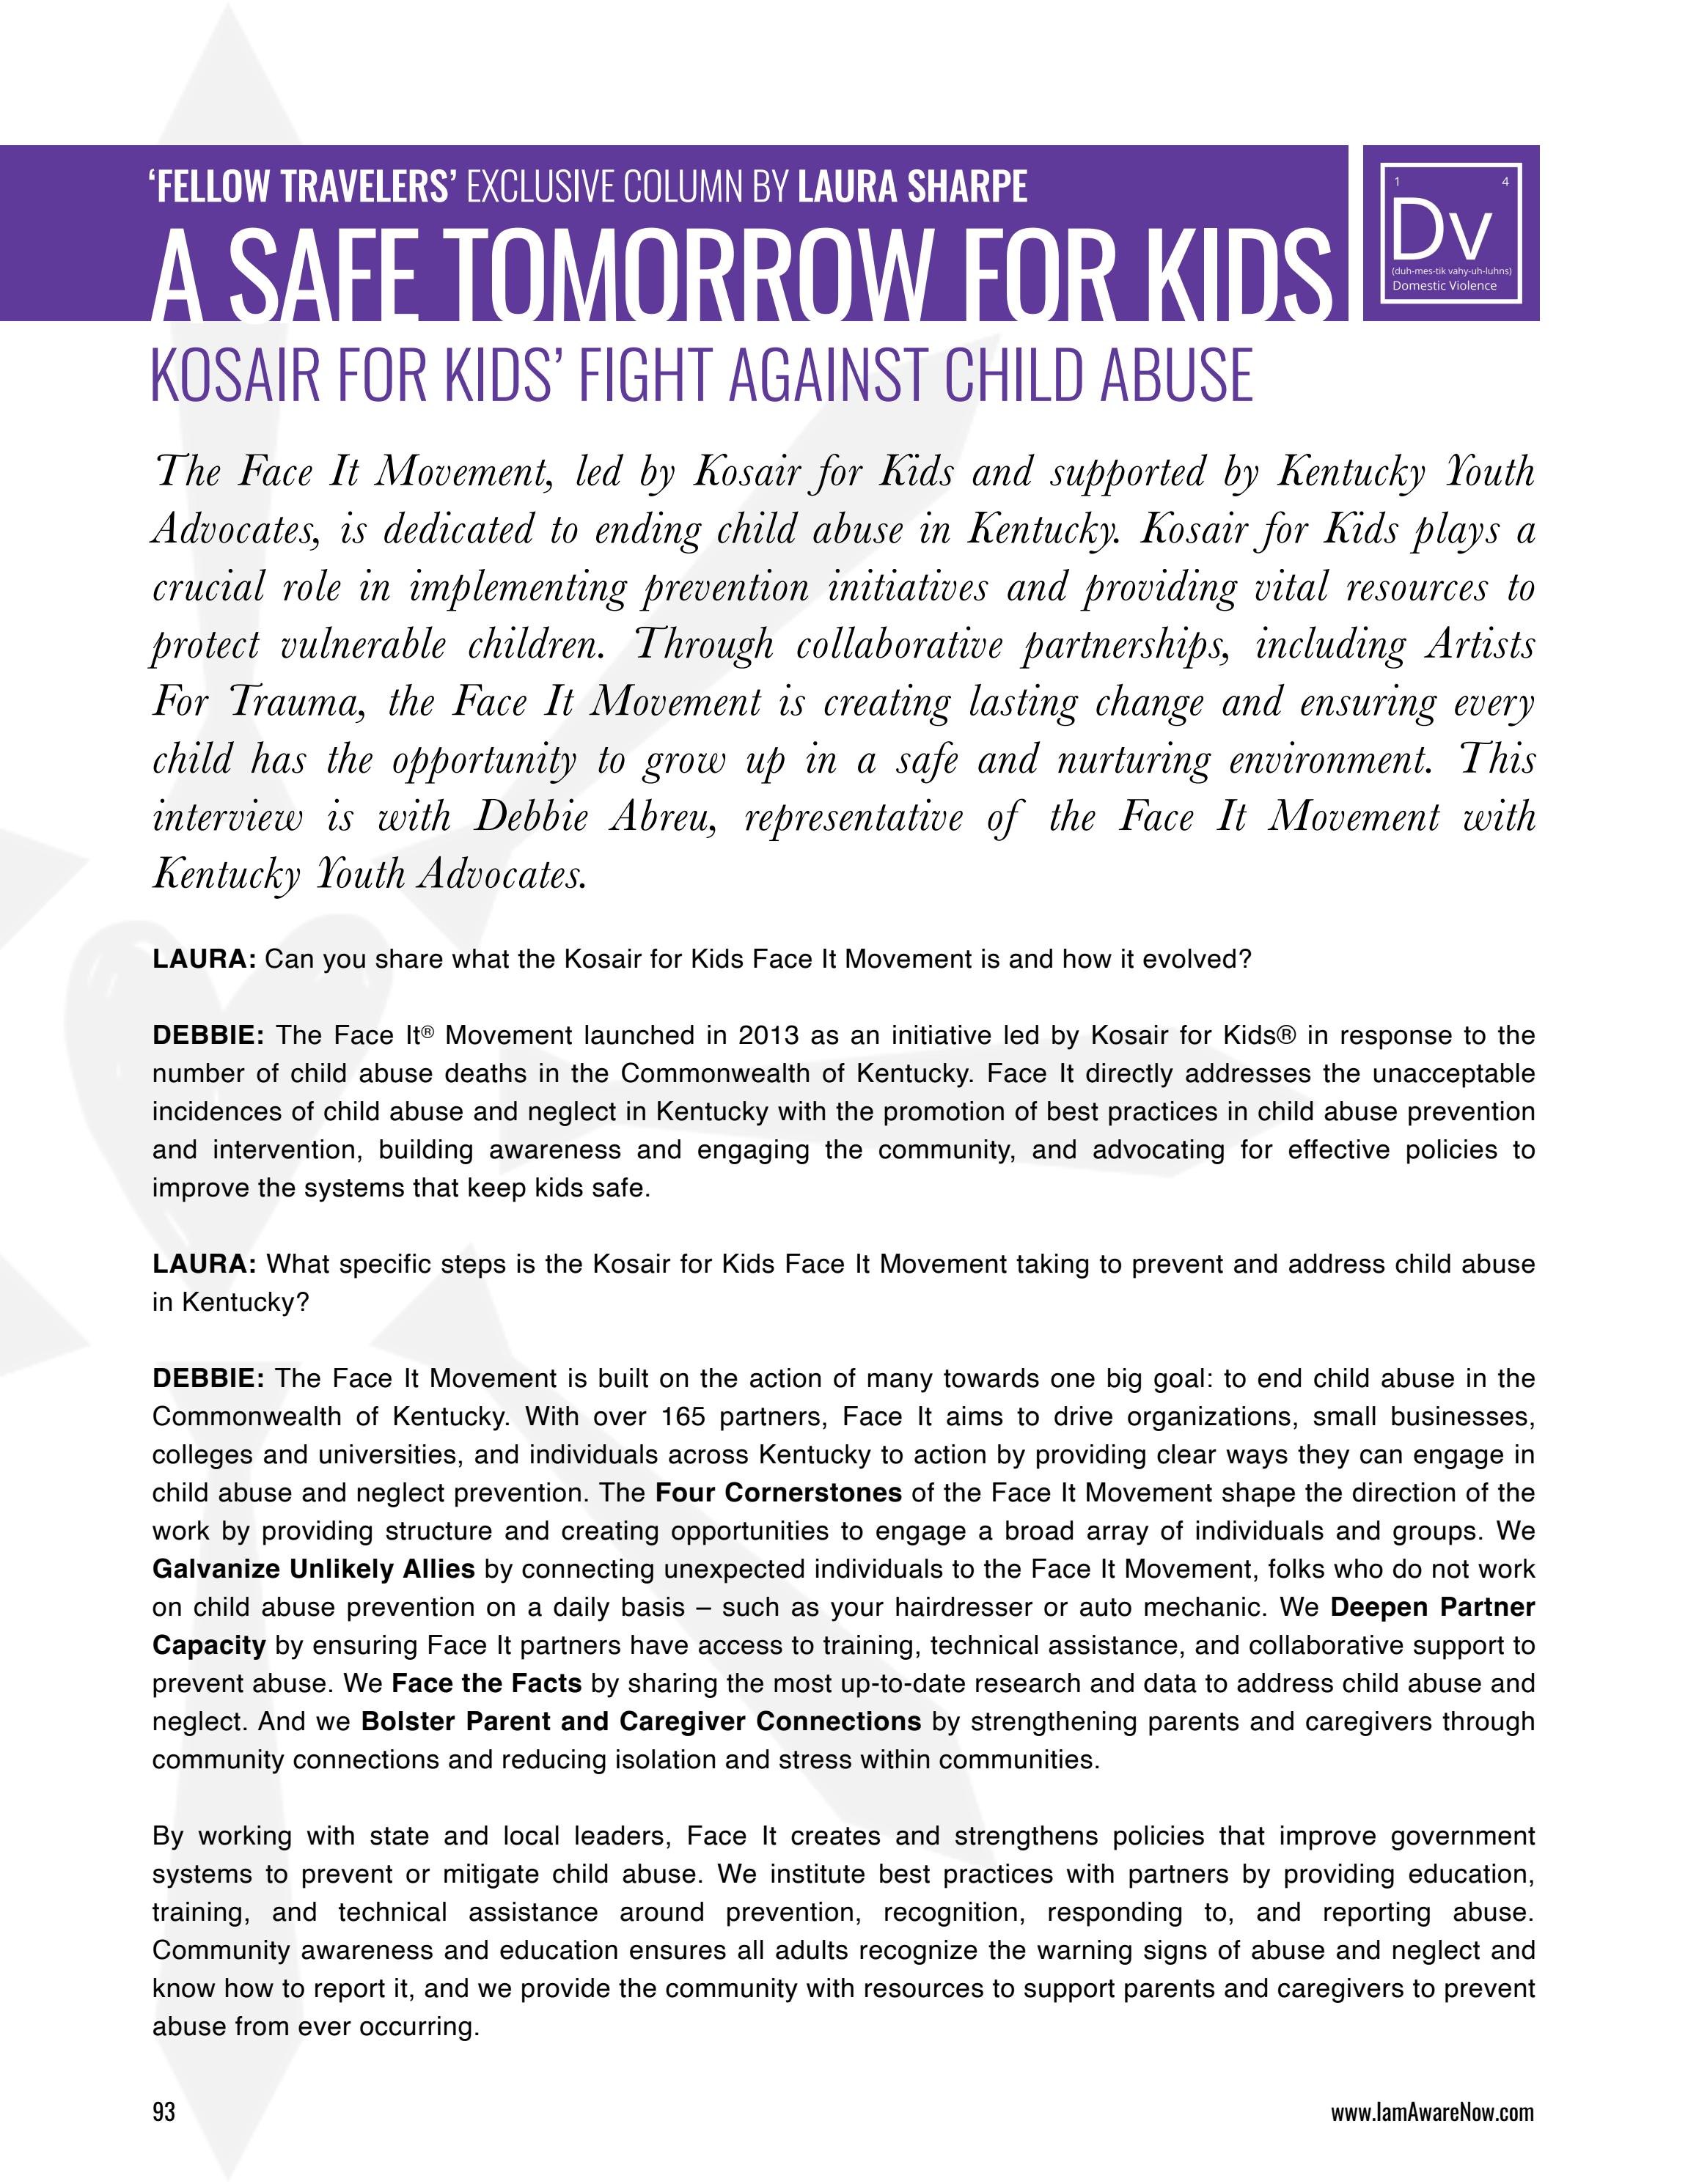 ‘FELLOW TRAVELERS’ EXCLUSIVE COLUMN BY LAURA SHARPE
A SAFE TOMORROW FOR KIDS
1 4
Dv
(duh-mes-tik vahy-uh-luhns)
Domestic Violence
KOSAIR FOR KIDS’ FIGHT AGAINST CHILD ABUSE
The Face It Movement, led by Kosair for Kids and supported by Kentucky Youth
Advocates, is dedicated to ending child abuse in Kentucky. Kosair for Kids plays a
crucial role in implementing prevention initiatives and providing vital resources to
protect vulnerable children. Through collaborative partnerships, including Artists
For Trauma, the Face It Movement is creating lasting change and ensuring every
child has the opportunity to grow up in a safe and nurturing environment. This
interview is with Debbie Abreu, representative of the Face It Movement with
Kentucky Youth Advocates.
LAURA: Can you share what the Kosair for Kids Face It Movement is and how it evolved?
DEBBIE: The Face It® Movement launched in 2013 as an initiative led by Kosair for Kids® in response to the
number of child abuse deaths in the Commonwealth of Kentucky. Face It directly addresses the unacceptable
incidences of child abuse and neglect in Kentucky with the promotion of best practices in child abuse prevention
and intervention, building awareness and engaging the community, and advocating for effective policies to
improve the systems that keep kids safe.
LAURA: What specific steps is the Kosair for Kids Face It Movement taking to prevent and address child abuse
in Kentucky?
DEBBIE: The Face It Movement is built on the action of many towards one big goal: to end child abuse in the
Commonwealth of Kentucky. With over 165 partners, Face It aims to drive organizations, small businesses,
colleges and universities, and individuals across Kentucky to action by providing clear ways they can engage in
child abuse and neglect prevention. The Four Cornerstones of the Face It Movement shape the direction of the
work by providing structure and creating opportunities to engage a broad array of individuals and groups. We
Galvanize Unlikely Allies by connecting unexpected individuals to the Face It Movement, folks who do not work
on child abuse prevention on a daily basis – such as your hairdresser or auto mechanic. We Deepen Partner
Capacity by ensuring Face It partners have access to training, technical assistance, and collaborative support to
prevent abuse. We Face the Facts by sharing the most up-to-date research and data to address child abuse and
neglect. And we Bolster Parent and Caregiver Connections by strengthening parents and caregivers through
community connections and reducing isolation and stress within communities.
By working with state and local leaders, Face It creates and strengthens policies that improve government
systems to prevent or mitigate child abuse. We institute best practices with partners by providing education,
training, and technical assistance around prevention, recognition, responding to, and reporting abuse.
Community awareness and education ensures all adults recognize the warning signs of abuse and neglect and
know how to report it, and we provide the community with resources to support parents and caregivers to prevent
abuse from ever occurring.
93
www.IamAwareNow.com